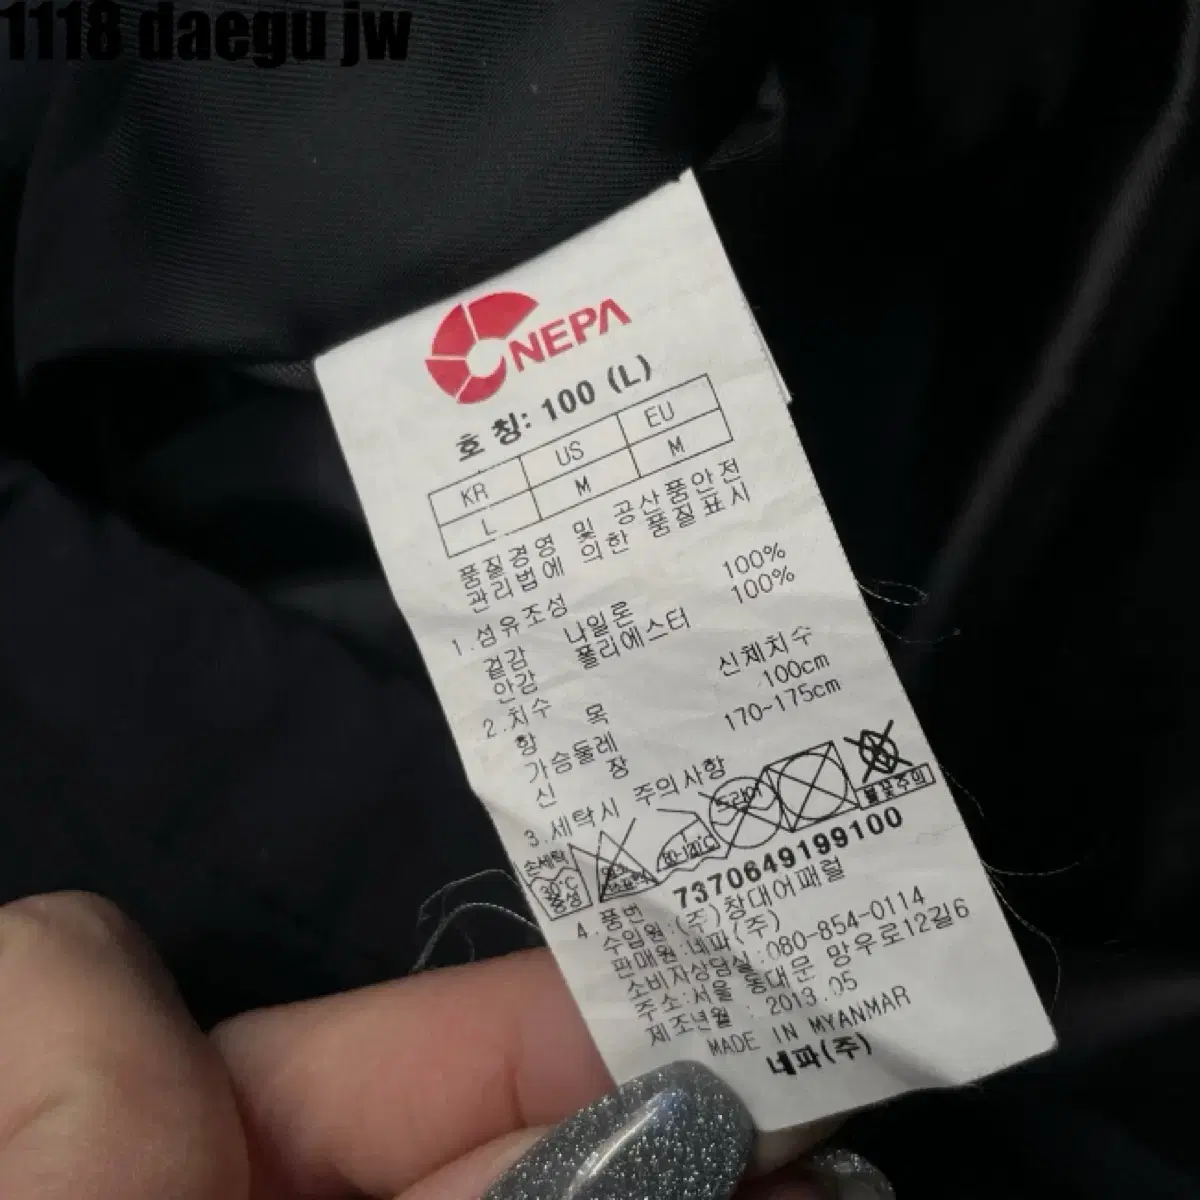 1118 daegu jw
NEPA
호 칭: 100 (L)
KR US EU
L M M
품질경영 및 공산품안전
관리법에 의한 품질표시
1.섬유조성
겉감 나일론 100%
안감 폴리에스터 100%
2.치수
항 목 신체치수
가슴둘레 100cm
신 장 170~175cm
3.세탁시 주의사항
손세탁
30℃
중성
80~120℃
드라이
불꽃주의
4.품번 7370649199100
수입원:(주)창대어패럴
판매원:네파(주)
소비자상담실:080-854-0114
주소:서울 동대문 망우로12길6
제조년월 : 2013.05
MADE IN MYANMAR
네파(주)